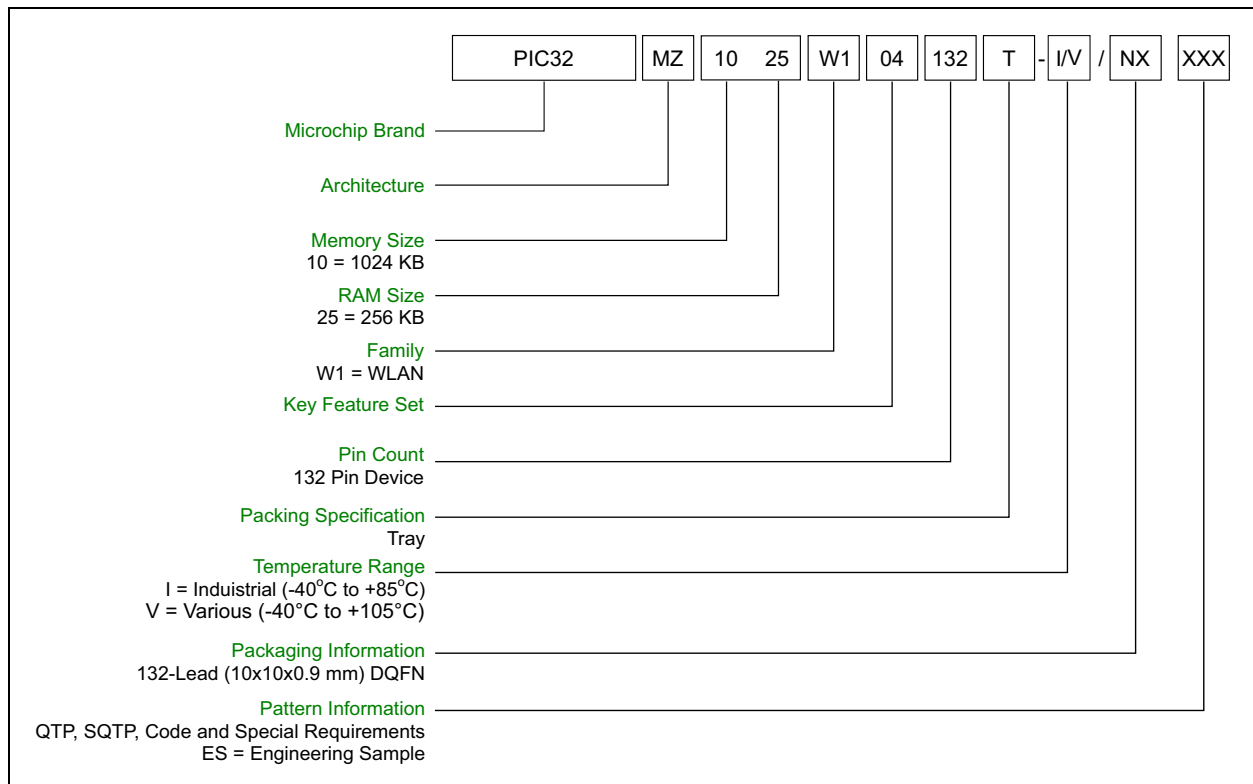 PIC32 MZ 10 25 W1 04 132 T - I/V / NX XXX
Microchip Brand
Architecture
Memory Size
10 = 1024 KB
RAM Size
25 = 256 KB
Family
W1 = WLAN
Key Feature Set
Pin Count
132 Pin Device
Packing Specification
Tray
Temperature Range
I = Induistrial (-40°C to +85°C)
V = Various (-40°C to +105°C)
Packaging Information
132-Lead (10x10x0.9 mm) DQFN
Pattern Information
QTP, SQTP, Code and Special Requirements
ES = Engineering Sample